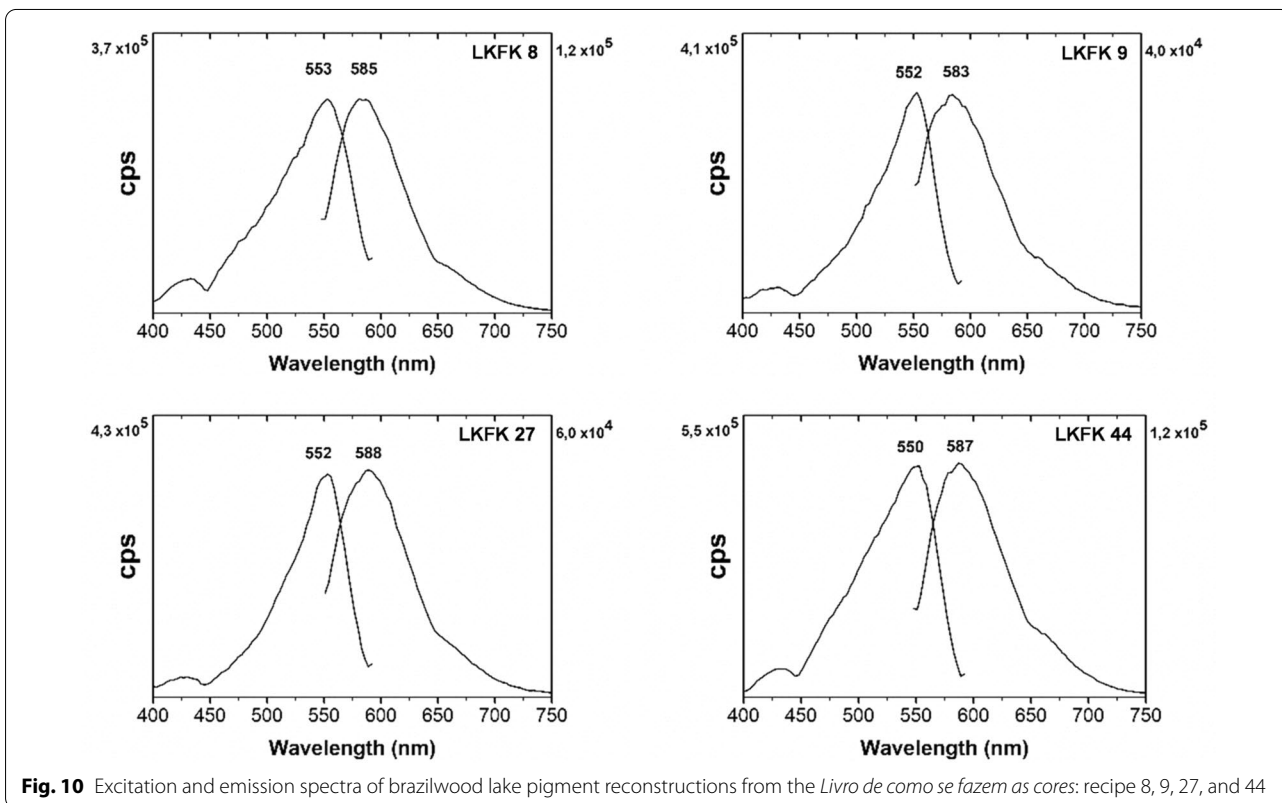 3,7 x10⁵ LKFK 8 1,2 x10⁵
553 585
cps
400 450 500 550 600 650 700 750
Wavelength (nm)
4,1 x10⁵ LKFK 9 4,0 x10⁴
552 583
cps
400 450 500 550 600 650 700 750
Wavelength (nm)
4,3 x10⁵ LKFK 27 6,0 x10⁴
552 588
cps
400 450 500 550 600 650 700 750
Wavelength (nm)
5,5 x10⁵ LKFK 44 1,2 x10⁵
550 587
cps
400 450 500 550 600 650 700 750
Wavelength (nm)
Fig. 10 Excitation and emission spectra of brazilwood lake pigment reconstructions from the Livro de como se fazem as cores: recipe 8, 9, 27, and 44